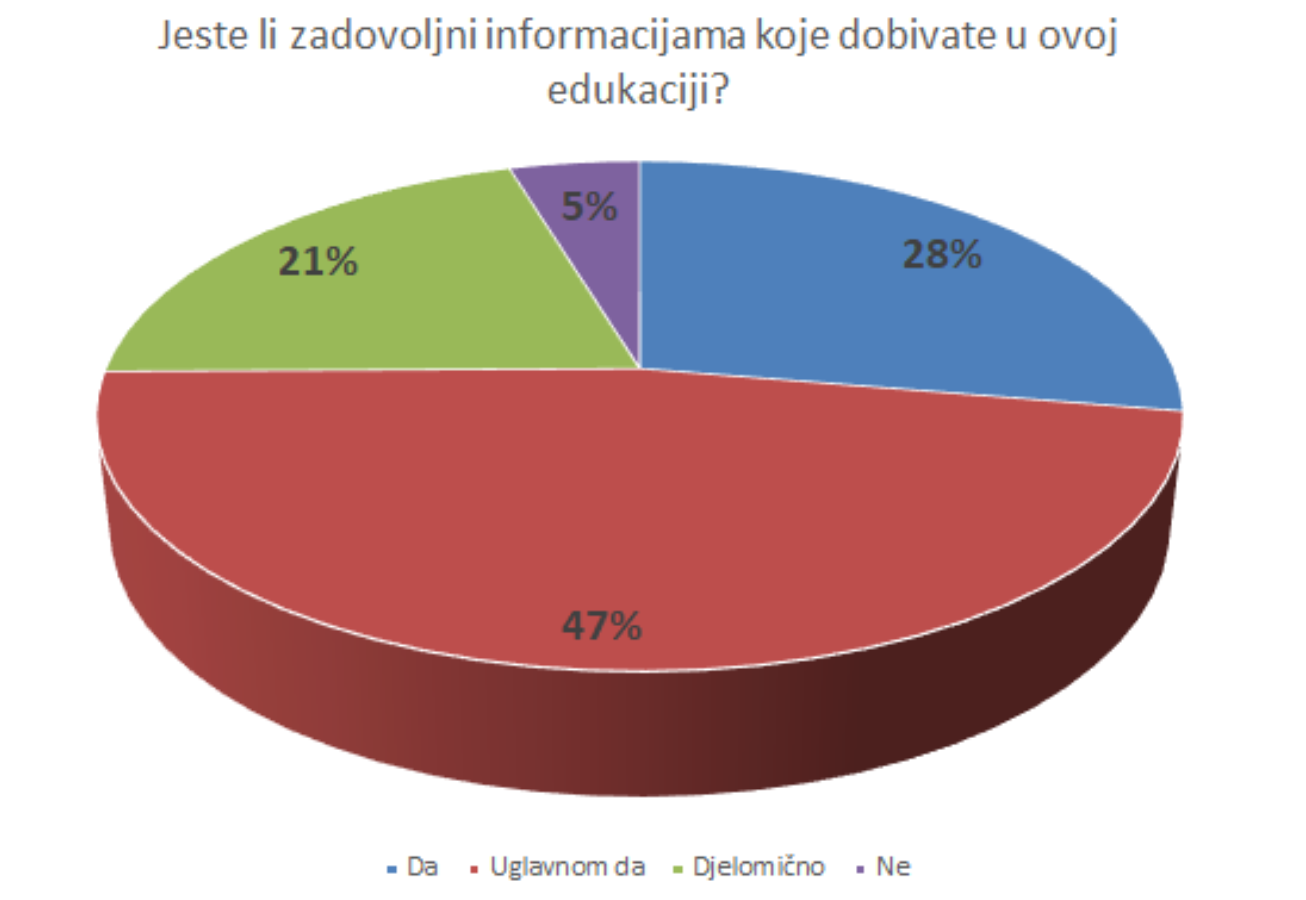 Jeste li zadovoljni informacijama koje dobivate u ovoj
edukaciji?
5%
28%
21%
47%
Da Uglavnom da Djelomično Ne